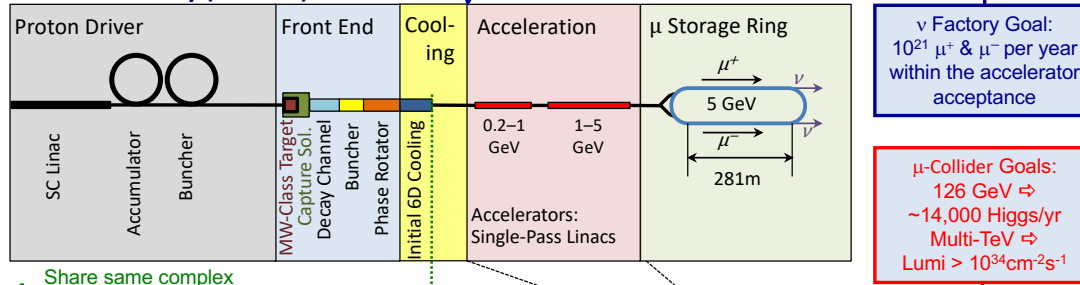 Proton Driver
Front End
Cool-
ing
Acceleration
μ Storage Ring
SC Linac
Accumulator
Buncher
MW-Class Target
Capture Sol.
Decay Channel
Buncher
Phase Rotator
Initial 6D Cooling
0.2–1
GeV
1–5
GeV
Accelerators:
Single-Pass Linacs
μ⁺
ν
5 GeV
μ⁻
ν
281m
ν Factory Goal:
10²¹ μ⁺ & μ⁻ per year
within the accelerator
acceptance
μ-Collider Goals:
126 GeV ⇨
~14,000 Higgs/yr
Multi-TeV ⇨
Lumi > 10³⁴cm⁻²s⁻¹
Share same complex